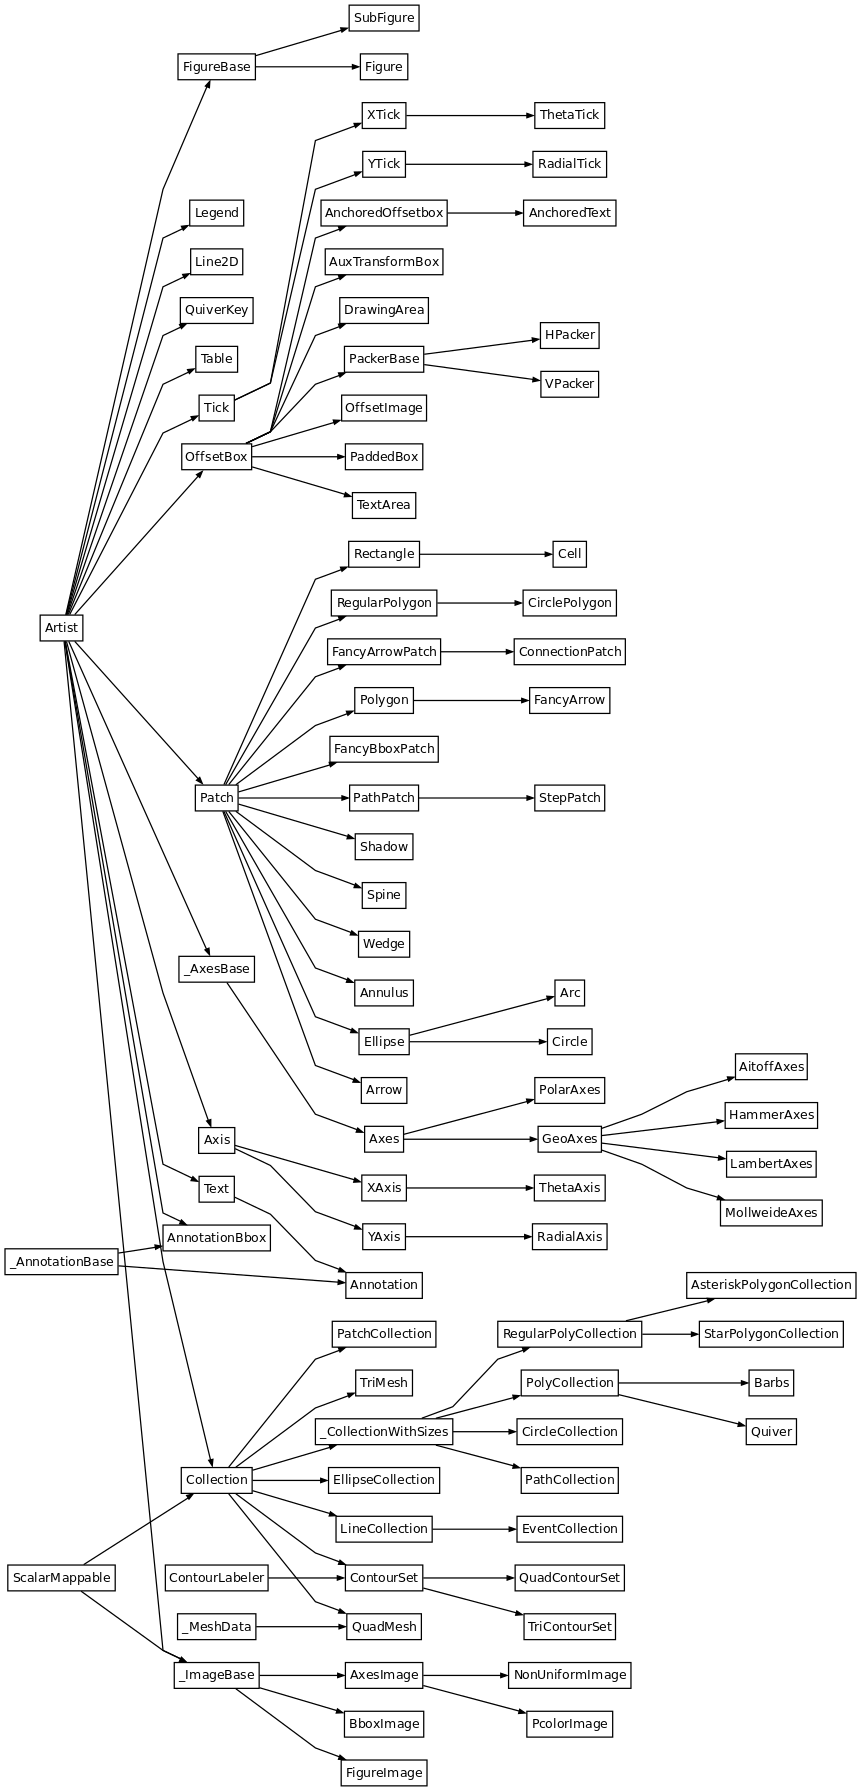 SubFigure
FigureBase
Figure
XTick
ThetaTick
YTick
RadialTick
Legend
AnchoredOffsetbox
AnchoredText
Line2D
AuxTransformBox
QuiverKey
DrawingArea
HPacker
Table
PackerBase
VPacker
Tick
OffsetImage
OffsetBox
PaddedBox
TextArea
Rectangle
Cell
RegularPolygon
CirclePolygon
Artist
FancyArrowPatch
ConnectionPatch
Polygon
FancyArrow
FancyBboxPatch
Patch
PathPatch
StepPatch
Shadow
Spine
Wedge
_AxesBase
Annulus
Arc
Ellipse
Circle
AitoffAxes
Arrow
PolarAxes
HammerAxes
Axis
Axes
GeoAxes
LambertAxes
Text
XAxis
ThetaAxis
MollweideAxes
AnnotationBbox
YAxis
RadialAxis
_AnnotationBase
Annotation
AsteriskPolygonCollection
PatchCollection
RegularPolyCollection
StarPolygonCollection
TriMesh
PolyCollection
Barbs
_CollectionWithSizes
CircleCollection
Quiver
Collection
EllipseCollection
PathCollection
LineCollection
EventCollection
ScalarMappable
ContourLabeler
ContourSet
QuadContourSet
_MeshData
QuadMesh
TriContourSet
_ImageBase
AxesImage
NonUniformImage
BboxImage
PcolorImage
FigureImage